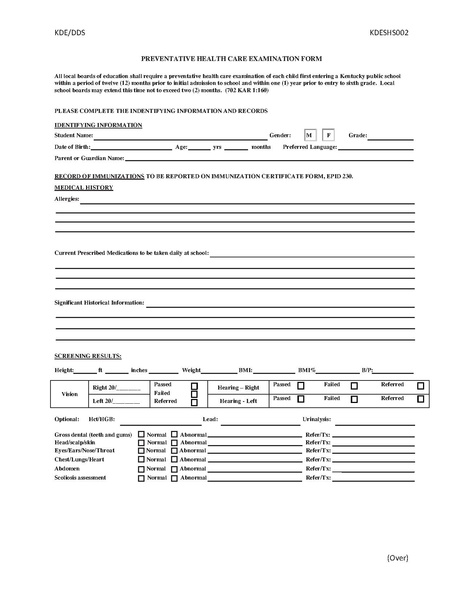 KDE/DDS KDESHS002
PREVENTATIVE HEALTH CARE EXAMINATION FORM
All local boards of education shall require a preventative health care examination of each child first entering a Kentucky public school
within a period of twelve (12) months prior to initial admission to school and within one (1) year prior to entry to sixth grade. Local
school boards may extend this time not to exceed two (2) months. (702 KAR 1:160)
PLEASE COMPLETE THE INDENTIFYING INFORMATION AND RECORDS
IDENTIFYING INFORMATION
Student Name: Gender: M F Grade:
Date of Birth: Age: yrs months Preferred Language:
Parent or Guardian Name:
RECORD OF IMMUNIZATIONS TO BE REPORTED ON IMMUNIZATION CERTIFICATE FORM, EPID 230.
MEDICAL HISTORY
Allergies:
Current Prescribed Medications to be taken daily at school:
Significant Historical Information:
SCREENING RESULTS:
Height: ft inches Weight BMI: BMI% B/P:
Vision Right 20/ Passed Failed Referred Hearing – Right Passed Failed Referred
Left 20/ Hearing - Left Passed Failed Referred
Optional: Hct/HGB: Lead: Urinalysis:
Gross dental (teeth and gums) Normal Abnormal Refer/Tx:
Head/scalp/skin Normal Abnormal Refer/Tx:
Eyes/Ears/Nose/Throat Normal Abnormal Refer/Tx:
Chest/Lungs/Heart Normal Abnormal Refer/Tx:
Abdomen Normal Abnormal Refer/Tx:
Scoliosis assessment Normal Abnormal Refer/Tx:
(Over)